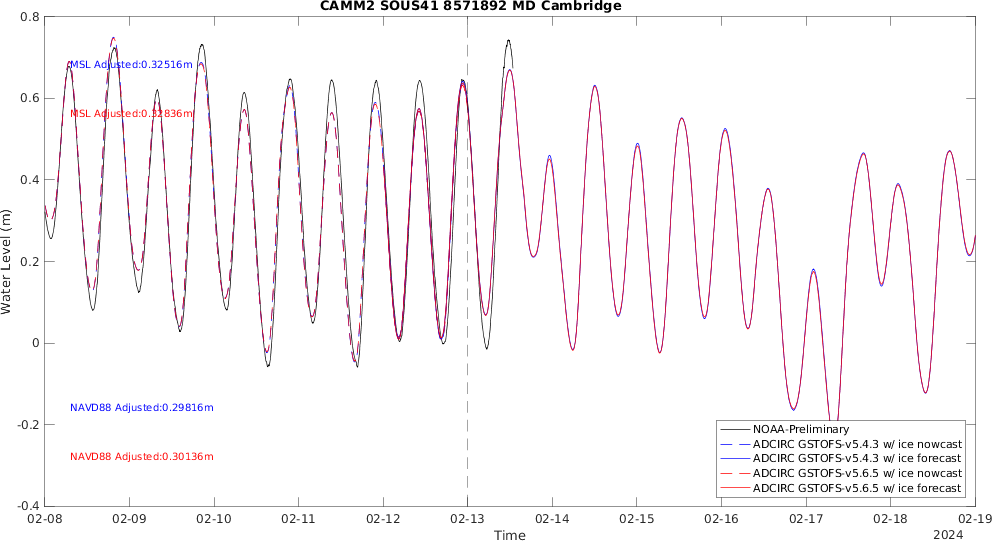 CAMM2 SOUS41 8571892 MD Cambridge
0.8
0.6
0.4
0.2
0
-0.2
-0.4
Water Level (m)
MSL Adjusted:0.32516m
MSL Adjusted:0.32836m
NAVD88 Adjusted:0.29816m
NAVD88 Adjusted:0.30136m
NOAA-Preliminary
ADCIRC GSTOFS-v5.4.3 w/ ice nowcast
ADCIRC GSTOFS-v5.4.3 w/ ice forecast
ADCIRC GSTOFS-v5.6.5 w/ ice nowcast
ADCIRC GSTOFS-v5.6.5 w/ ice forecast
02-08 02-09 02-10 02-11 02-12 02-13 02-14 02-15 02-16 02-17 02-18 02-19
Time
2024